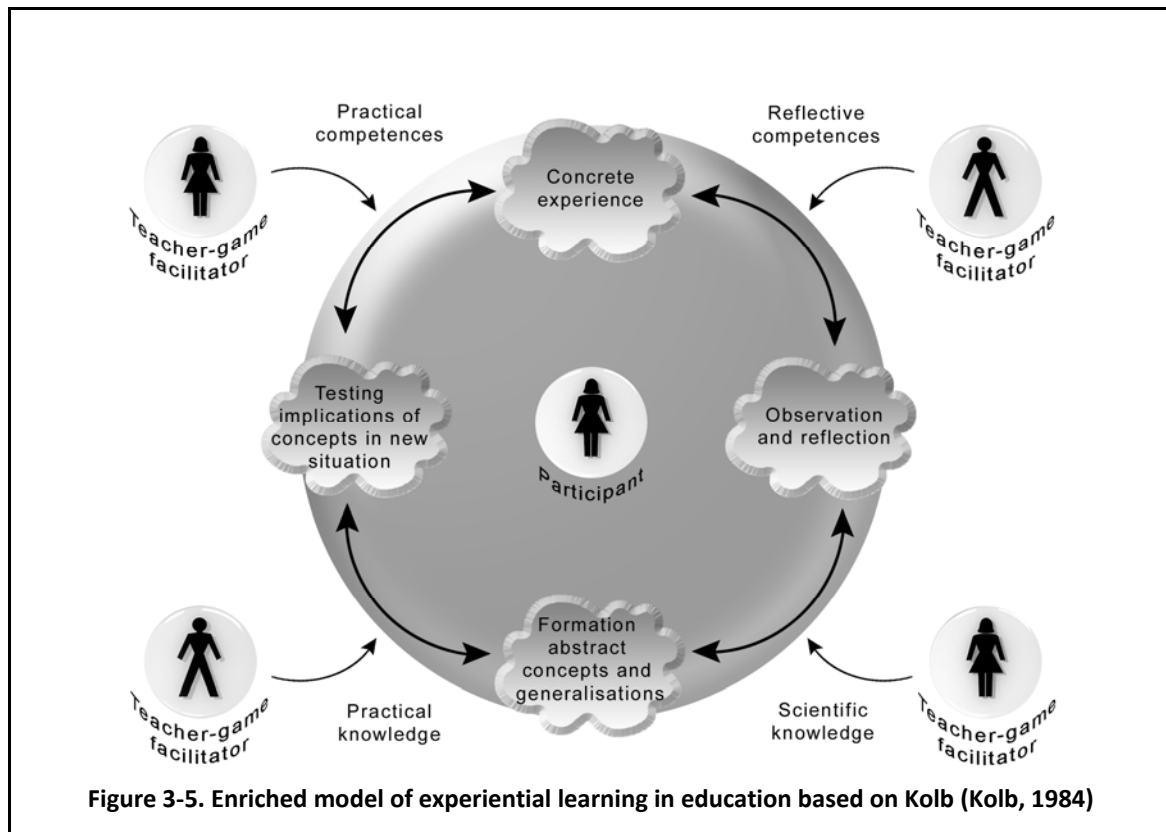 Practical
competences
Reflective
competences
Teacher-game
facilitator
Concrete
experience
Teacher-game
facilitator
Testing
implications of
concepts in new
situation
Participant
Observation
and reflection
Teacher-game
facilitator
Practical
knowledge
Formation
abstract
concepts and
generalisations
Scientific
knowledge
Teacher-game
facilitator
Figure 3-5. Enriched model of experiential learning in education based on Kolb (Kolb, 1984)